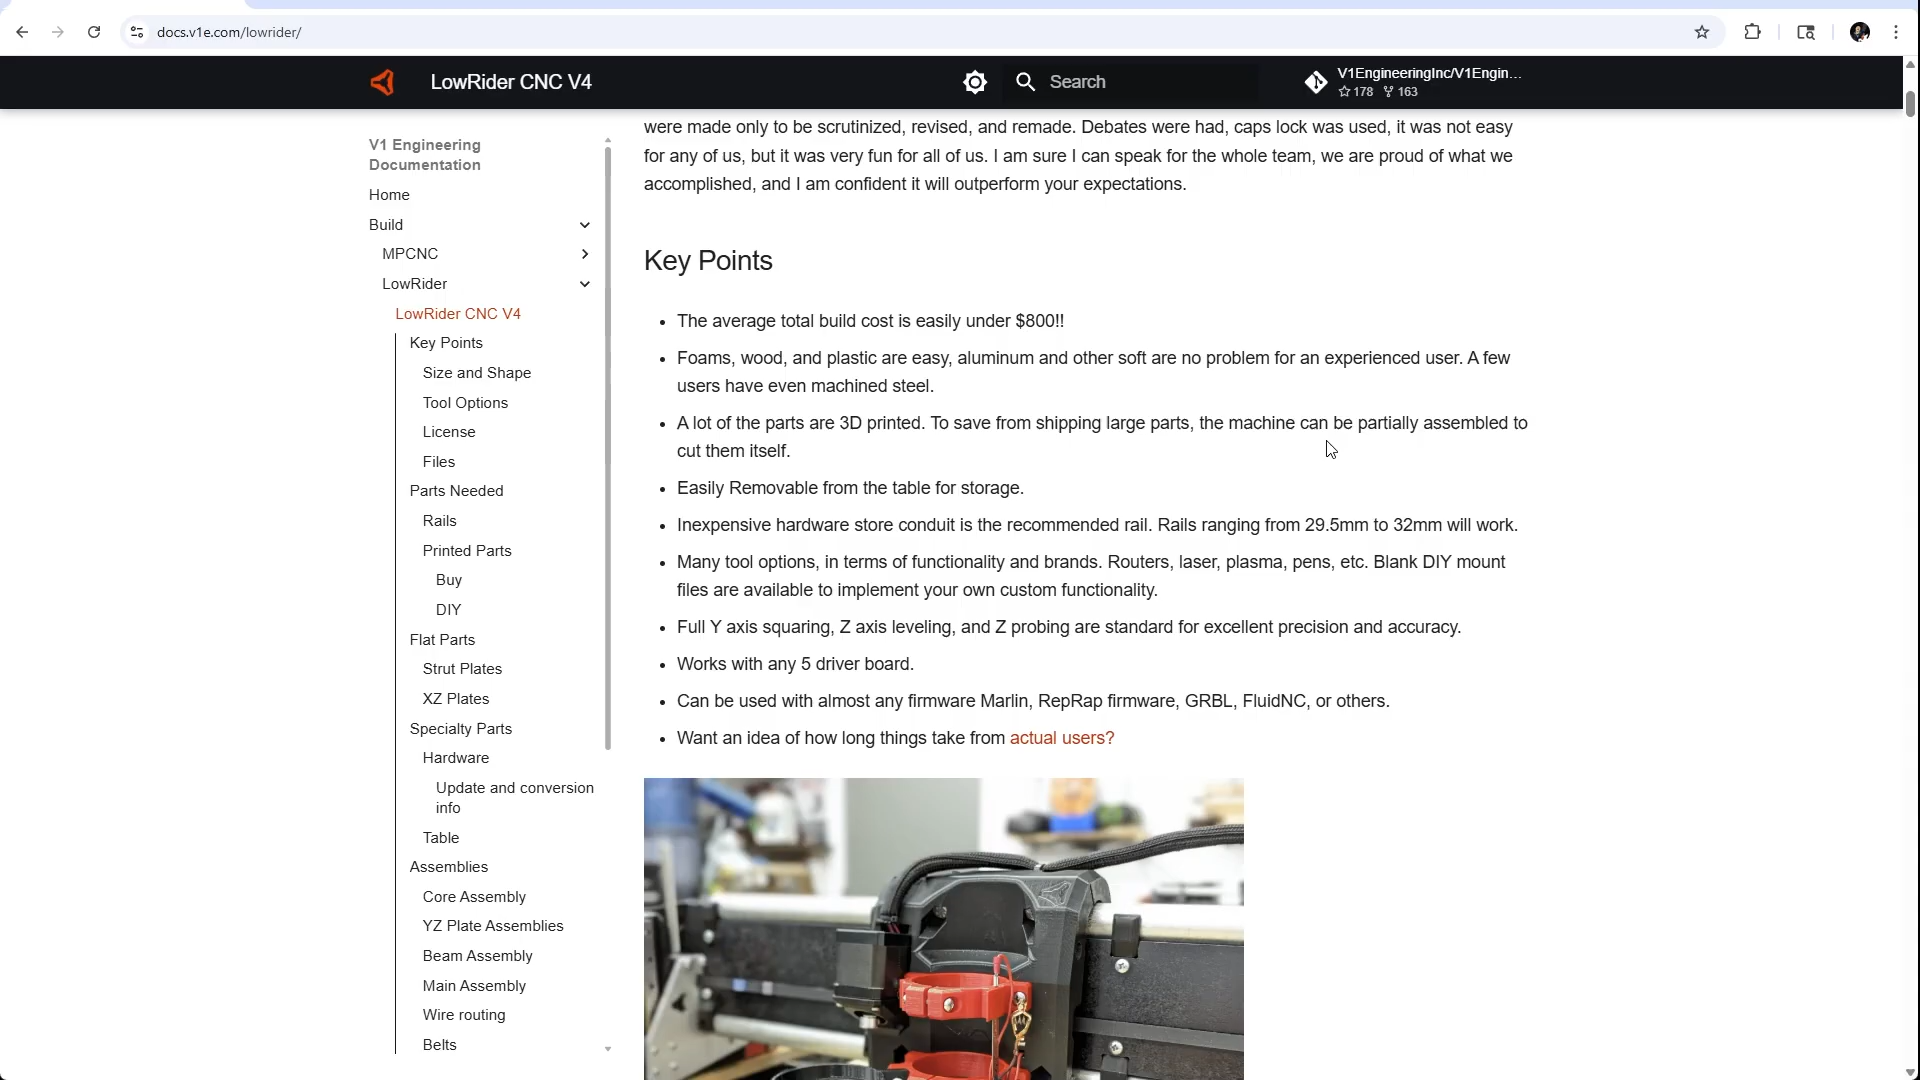 docs.v1e.com/lowrider/
LowRider CNC V4
Search
V1EngineeringInc/V1Engin...
178 163
V1 Engineering
Documentation
Home
Build
MPCNC
LowRider
LowRider CNC V4
Key Points
Size and Shape
Tool Options
License
Files
Parts Needed
Rails
Printed Parts
Buy
DIY
Flat Parts
Strut Plates
XZ Plates
Specialty Parts
Hardware
Update and conversion
info
Table
Assemblies
Core Assembly
YZ Plate Assemblies
Beam Assembly
Main Assembly
Wire routing
Belts
were made only to be scrutinized, revised, and remade. Debates were had, caps lock was used, it was not easy
for any of us, but it was very fun for all of us. I am sure I can speak for the whole team, we are proud of what we
accomplished, and I am confident it will outperform your expectations.
Key Points
• The average total build cost is easily under $800!!
• Foams, wood, and plastic are easy, aluminum and other soft are no problem for an experienced user. A few
users have even machined steel.
• A lot of the parts are 3D printed. To save from shipping large parts, the machine can be partially assembled to
cut them itself.
• Easily Removable from the table for storage.
• Inexpensive hardware store conduit is the recommended rail. Rails ranging from 29.5mm to 32mm will work.
• Many tool options, in terms of functionality and brands. Routers, laser, plasma, pens, etc. Blank DIY mount
files are available to implement your own custom functionality.
• Full Y axis squaring, Z axis leveling, and Z probing are standard for excellent precision and accuracy.
• Works with any 5 driver board.
• Can be used with almost any firmware Marlin, RepRap firmware, GRBL, FluidNC, or others.
• Want an idea of how long things take from actual users?